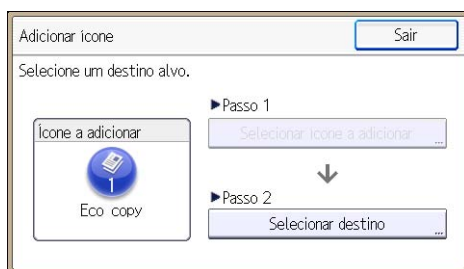 Adicionar ícone
Sair
Selecione um destino alvo.
Ícone a adicionar
1
Eco copy
►Passo 1
Selecionar ícone a adicionar
...
►Passo 2
Selecionar destino
...